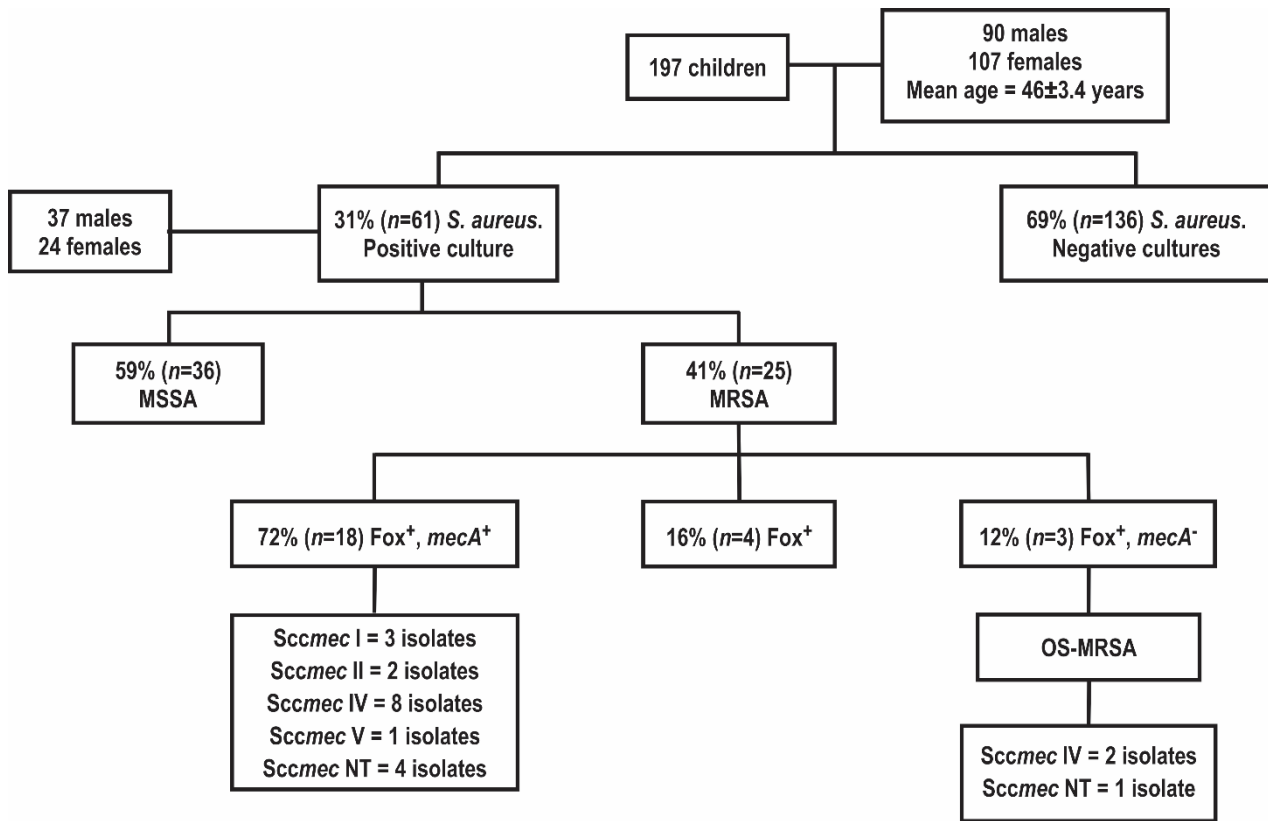 197 children
90 males
107 females
Mean age = 46±3.4 years
37 males
24 females
31% (n=61) S. aureus.
Positive culture
69% (n=136) S. aureus.
Negative cultures
59% (n=36)
MSSA
41% (n=25)
MRSA
72% (n=18) Fox⁺, mecA⁺
16% (n=4) Fox⁺
12% (n=3) Fox⁺, mecA⁻
Sccmec I = 3 isolates
Sccmec II = 2 isolates
Sccmec IV = 8 isolates
Sccmec V = 1 isolates
Sccmec NT = 4 isolates
OS-MRSA
Sccmec IV = 2 isolates
Sccmec NT = 1 isolate